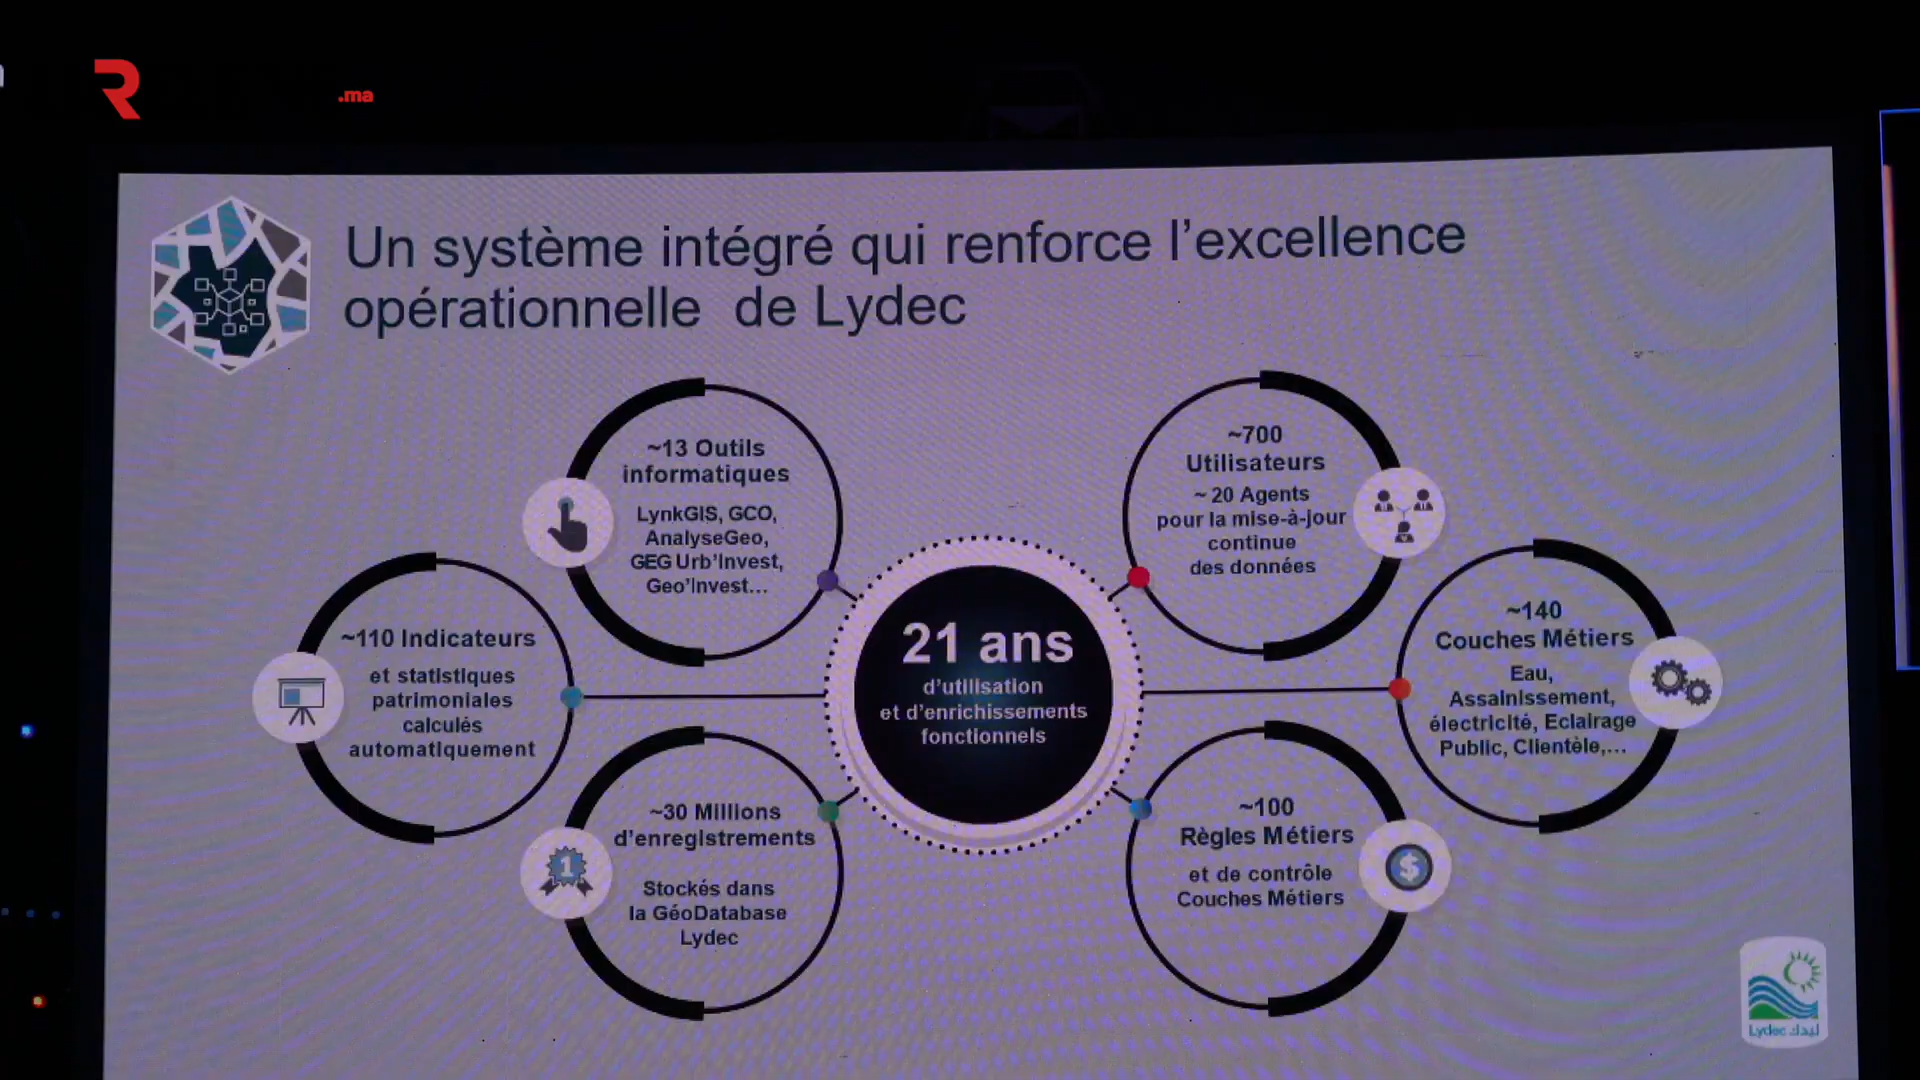 R
.ma
Un système intégré qui renforce l'excellence
opérationnelle de Lydec
~13 Outils
informatiques
LynkGIS, GCO,
AnalyseGeo,
GEG Urb'Invest,
Geo'Invest...
~700
Utilisateurs
~ 20 Agents
pour la mise-à-jour
continue
des données
~110 Indicateurs
et statistiques
patrimoniales
calculés
automatiquement
21 ans
d'utilisation
et d'enrichissements
fonctionnels
~140
Couches Métiers
Eau,
Assainissement,
électricité, Eclairage
Public, Clientèle,...
~30 Millions
d'enregistrements
Stockés dans
la GéoDatabase
Lydec
1
~100
Règles Métiers
et de contrôle
Couches Métiers
$
Lydec ليدك